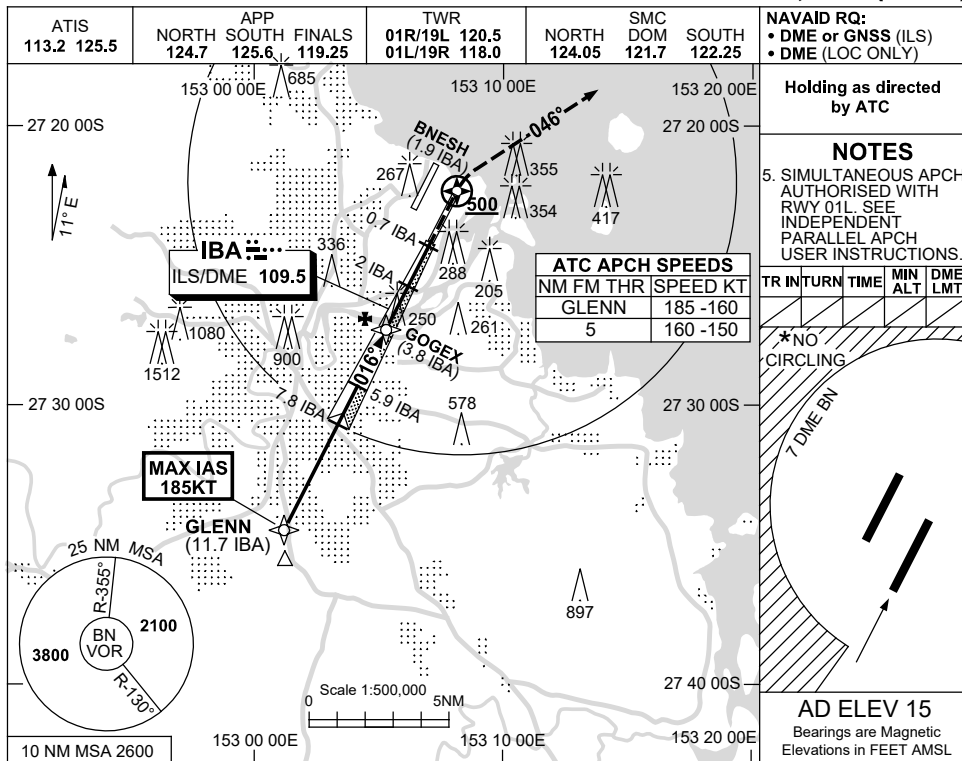 ATIS
113.2 125.5
APP
NORTH SOUTH FINALS
124.7 125.6 119.25
TWR
01R/19L 120.5
01L/19R 118.0
SMC
NORTH DOM SOUTH
124.05 121.7 122.25
NAVAID RQ:
• DME or GNSS (ILS)
• DME (LOC ONLY)
Holding as directed
by ATC
NOTES
5. SIMULTANEOUS APCH
AUTHORISED WITH
RWY 01L. SEE
INDEPENDENT
PARALLEL APCH
USER INSTRUCTIONS.
TR IN TURN TIME MIN ALT DME LMT
*NO
CIRCLING
7 DME BN
AD ELEV 15
Bearings are Magnetic
Elevations in FEET AMSL
153 00 00E
685
153 10 00E
153 20 00E
27 20 00S
27 20 00S
11° E
BNESH
(1.9 IBA)
046°
267
355
354
417
500
0.7 IBA
IBA
ILS/DME 109.5
336
2 IBA
288
205
ATC APCH SPEEDS
NM FM THR SPEED KT
GLENN 185 -160
5 160 -150
1080
1512
900
250
261
GOGEX
(3.8 IBA)
016°
7.8 IBA
5.9 IBA
578
27 30 00S
27 30 00S
MAX IAS
185KT
GLENN
(11.7 IBA)
25 NM MSA
R-355°
BN
VOR
2100
3800
R-130°
897
Scale 1:500,000
0 5NM
27 40 00S
10 NM MSA 2600
153 00 00E
153 10 00E
153 20 00E